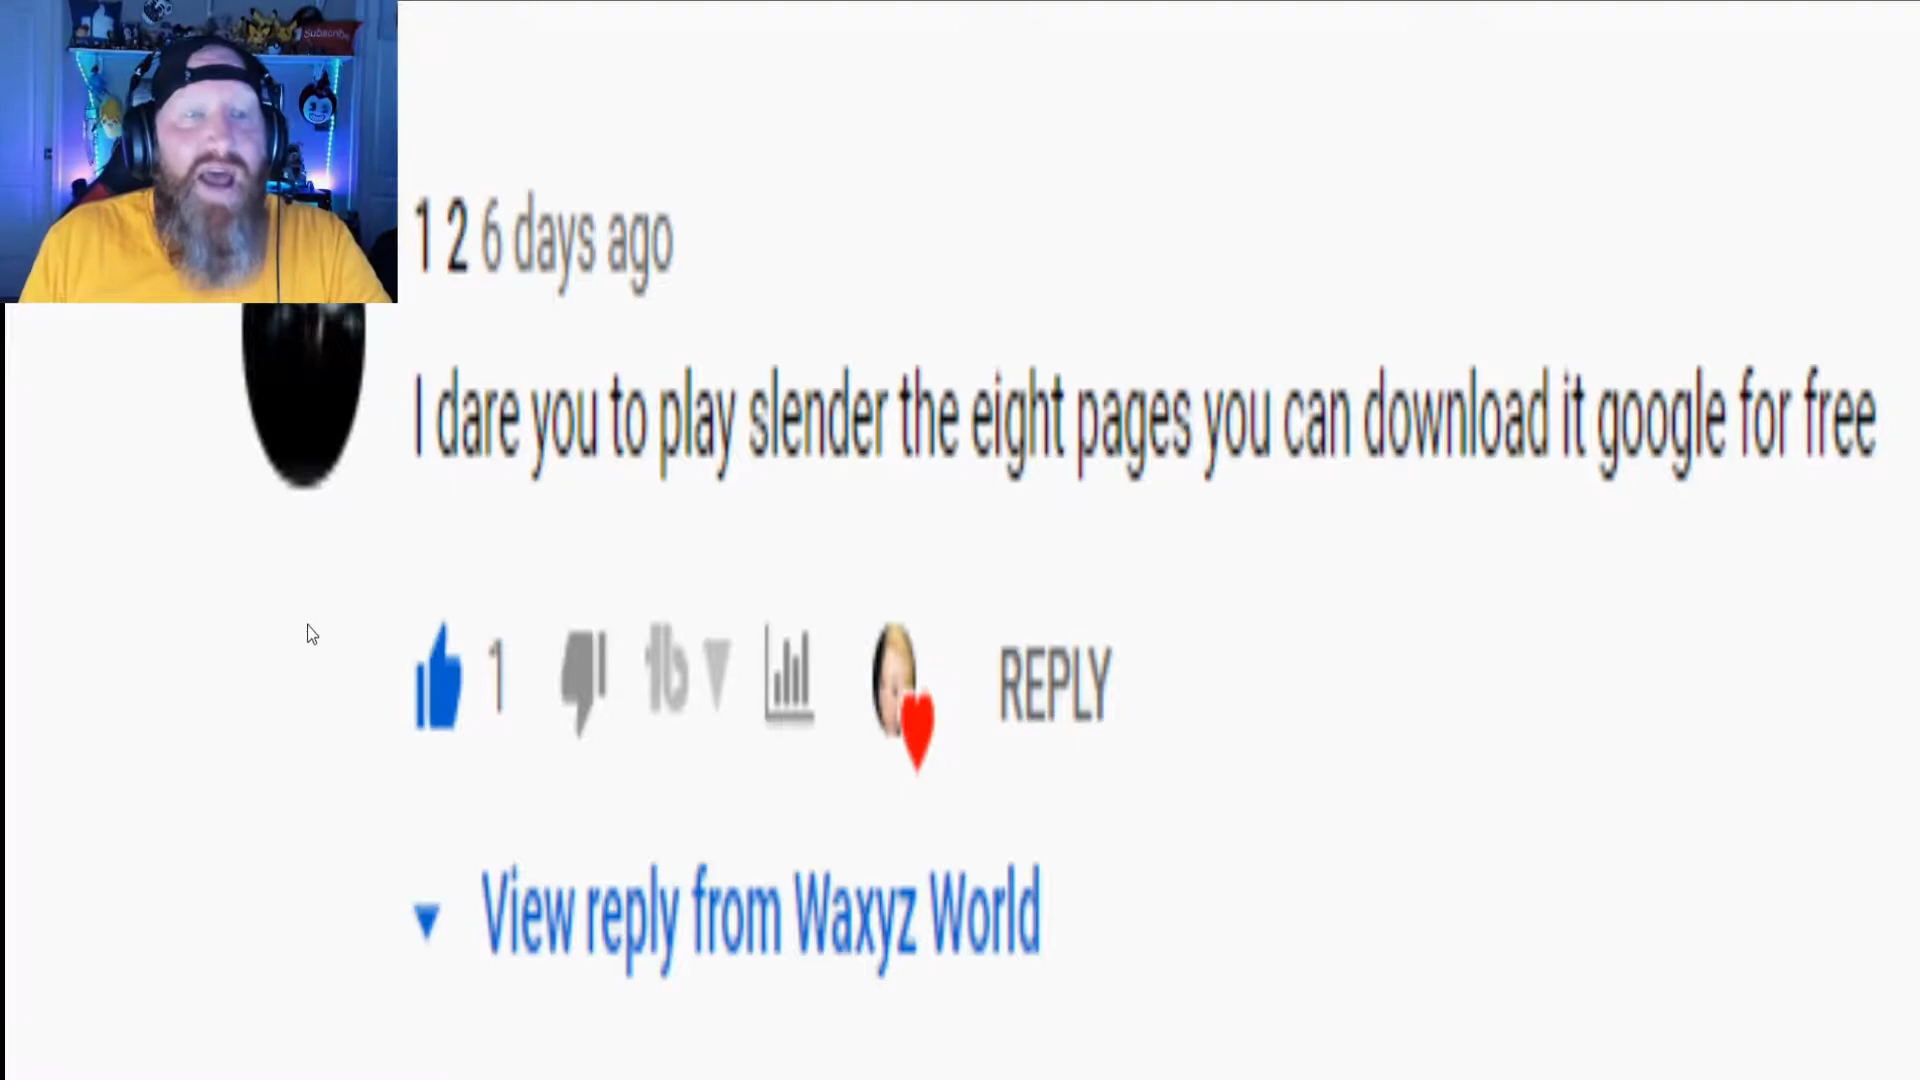 Subscribe
1 2 6 days ago
I dare you to play slender the eight pages you can download it google for free
1
REPLY
View reply from Waxyz World